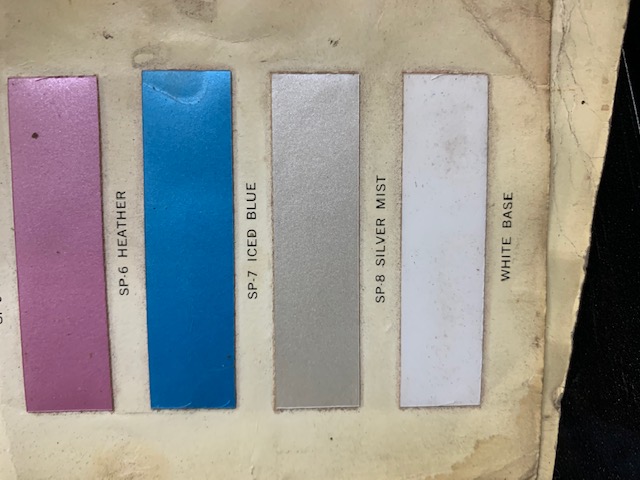 SP-6 HEATHER
SP-7 ICED BLUE
SP-8 SILVER MIST
WHITE BASE